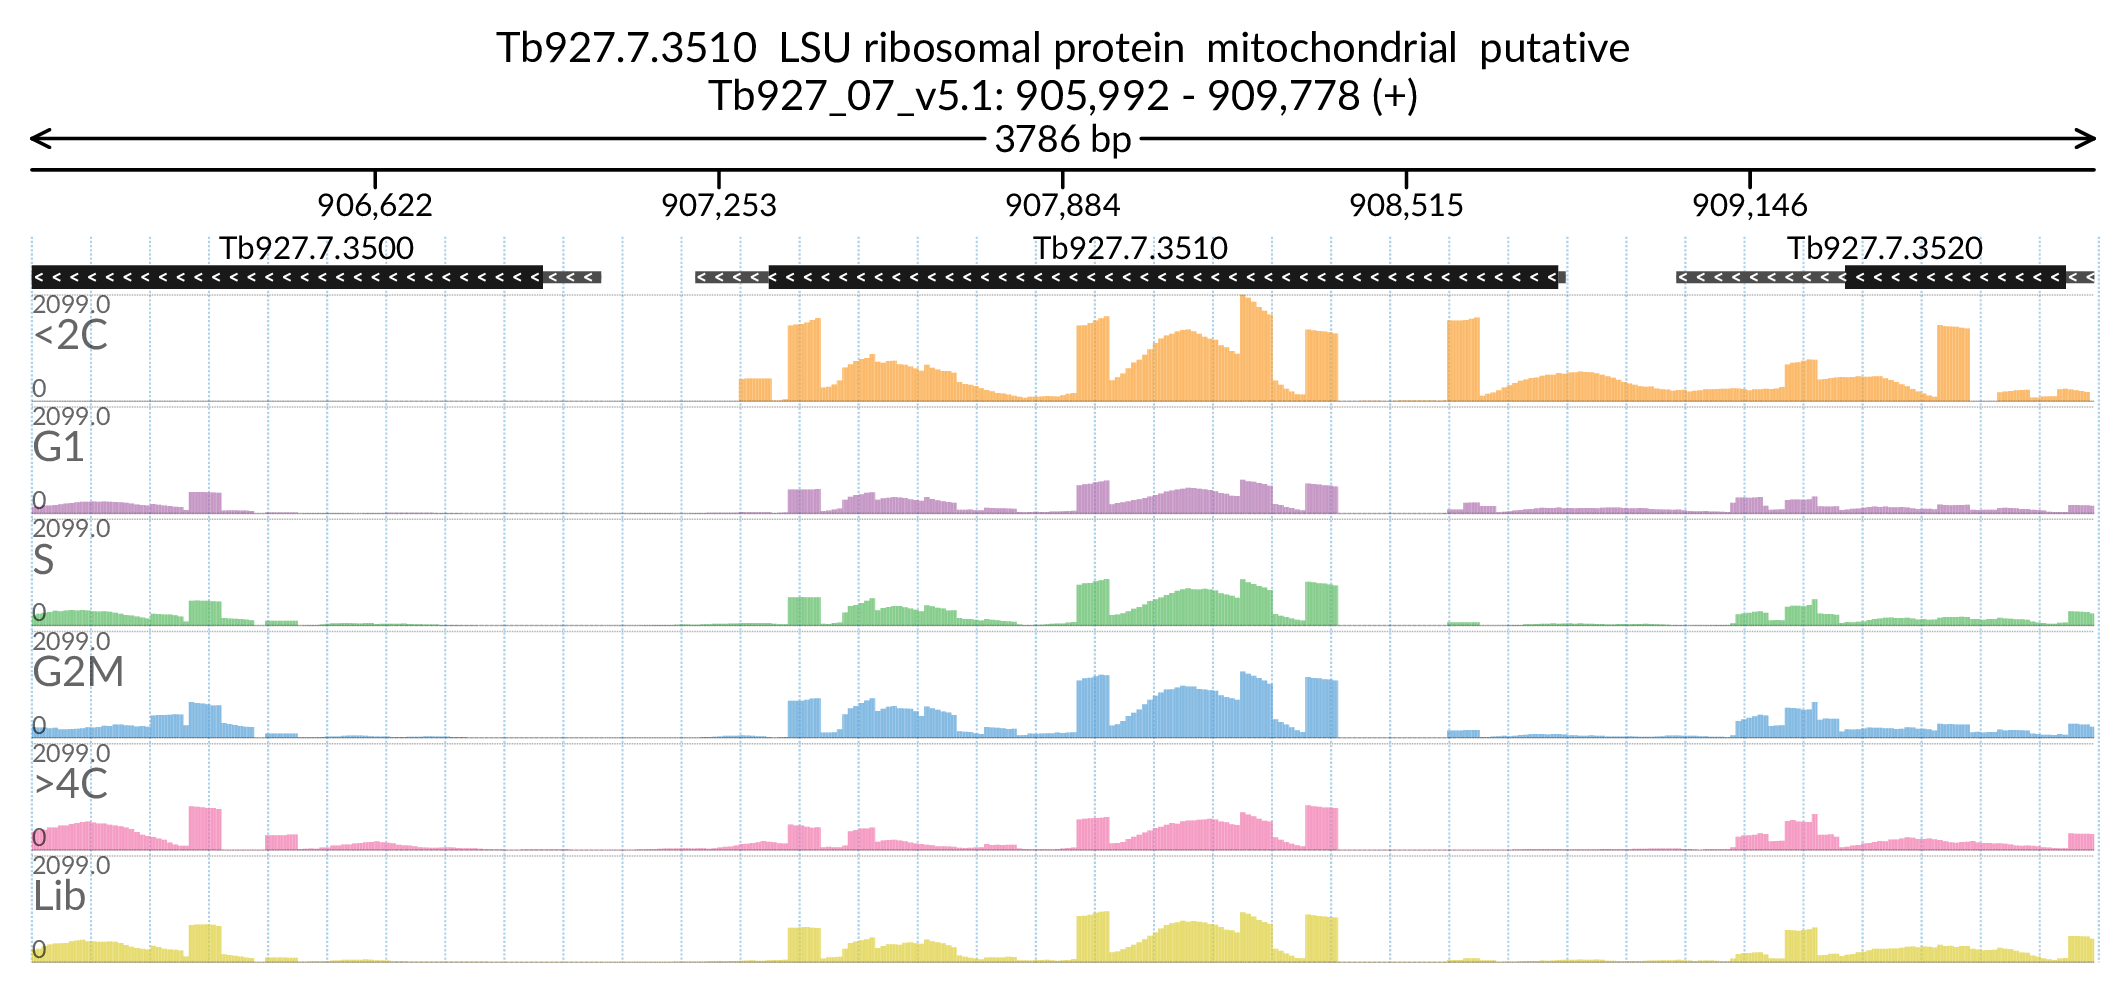 Tb927.7.3510 LSU ribosomal protein mitochondrial putative
Tb927_07_v5.1: 905,992 - 909,778 (+)
3786 bp
906,622 907,253 907,884 908,515 909,146
Tb927.7.3500 Tb927.7.3510 Tb927.7.3520
2099.0
<2C
0
2099.0
G1
0
2099.0
S
0
2099.0
G2M
0
2099.0
>4C
0
2099.0
Lib
0